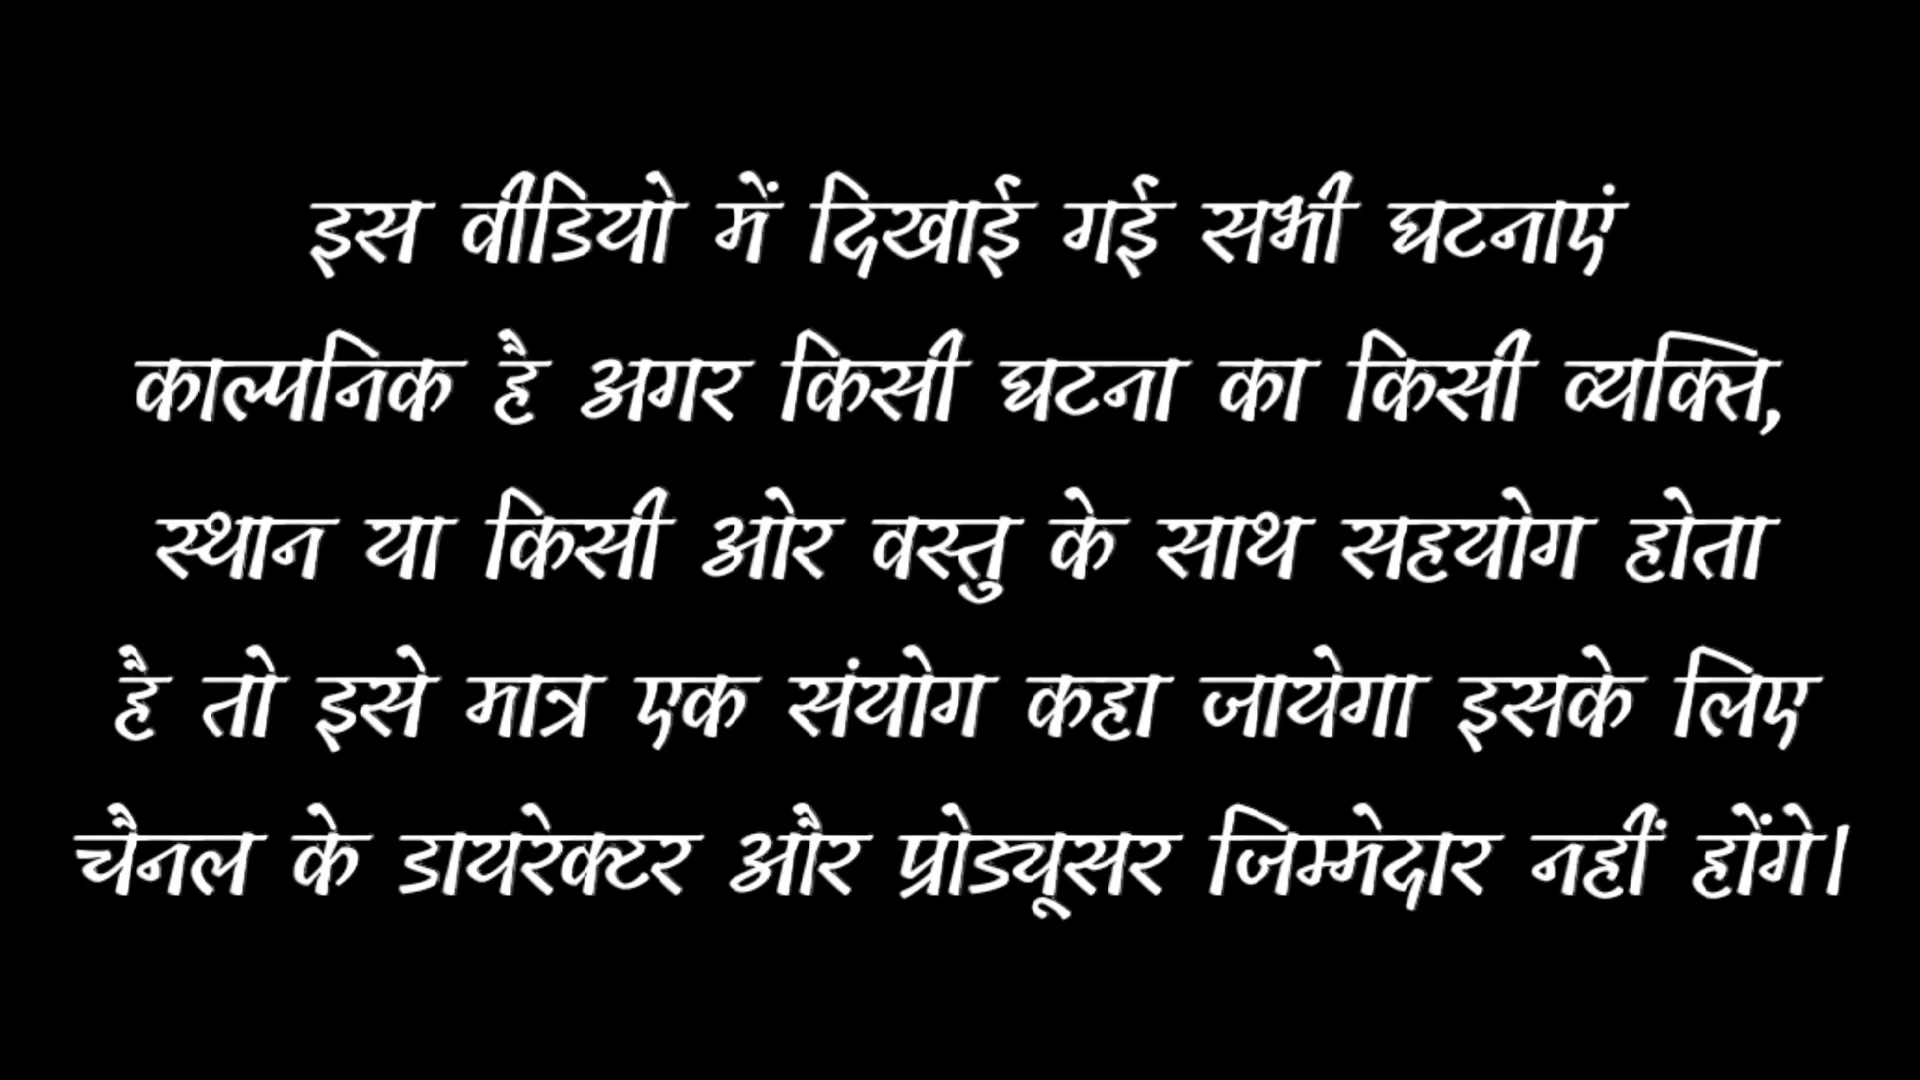 इस वीडियो में दिखाई गई सभी घटनाएं
काल्पनिक है अगर किसी घटना का किसी व्यक्ति,
स्थान या किसी ओर वस्तु के साथ सहयोग होता
है तो इसे मात्र एक संयोग कहा जायेगा इसके लिए
चैनल के डायरेक्टर और प्रोड्यूसर जिम्मेदार नहीं होंगे।